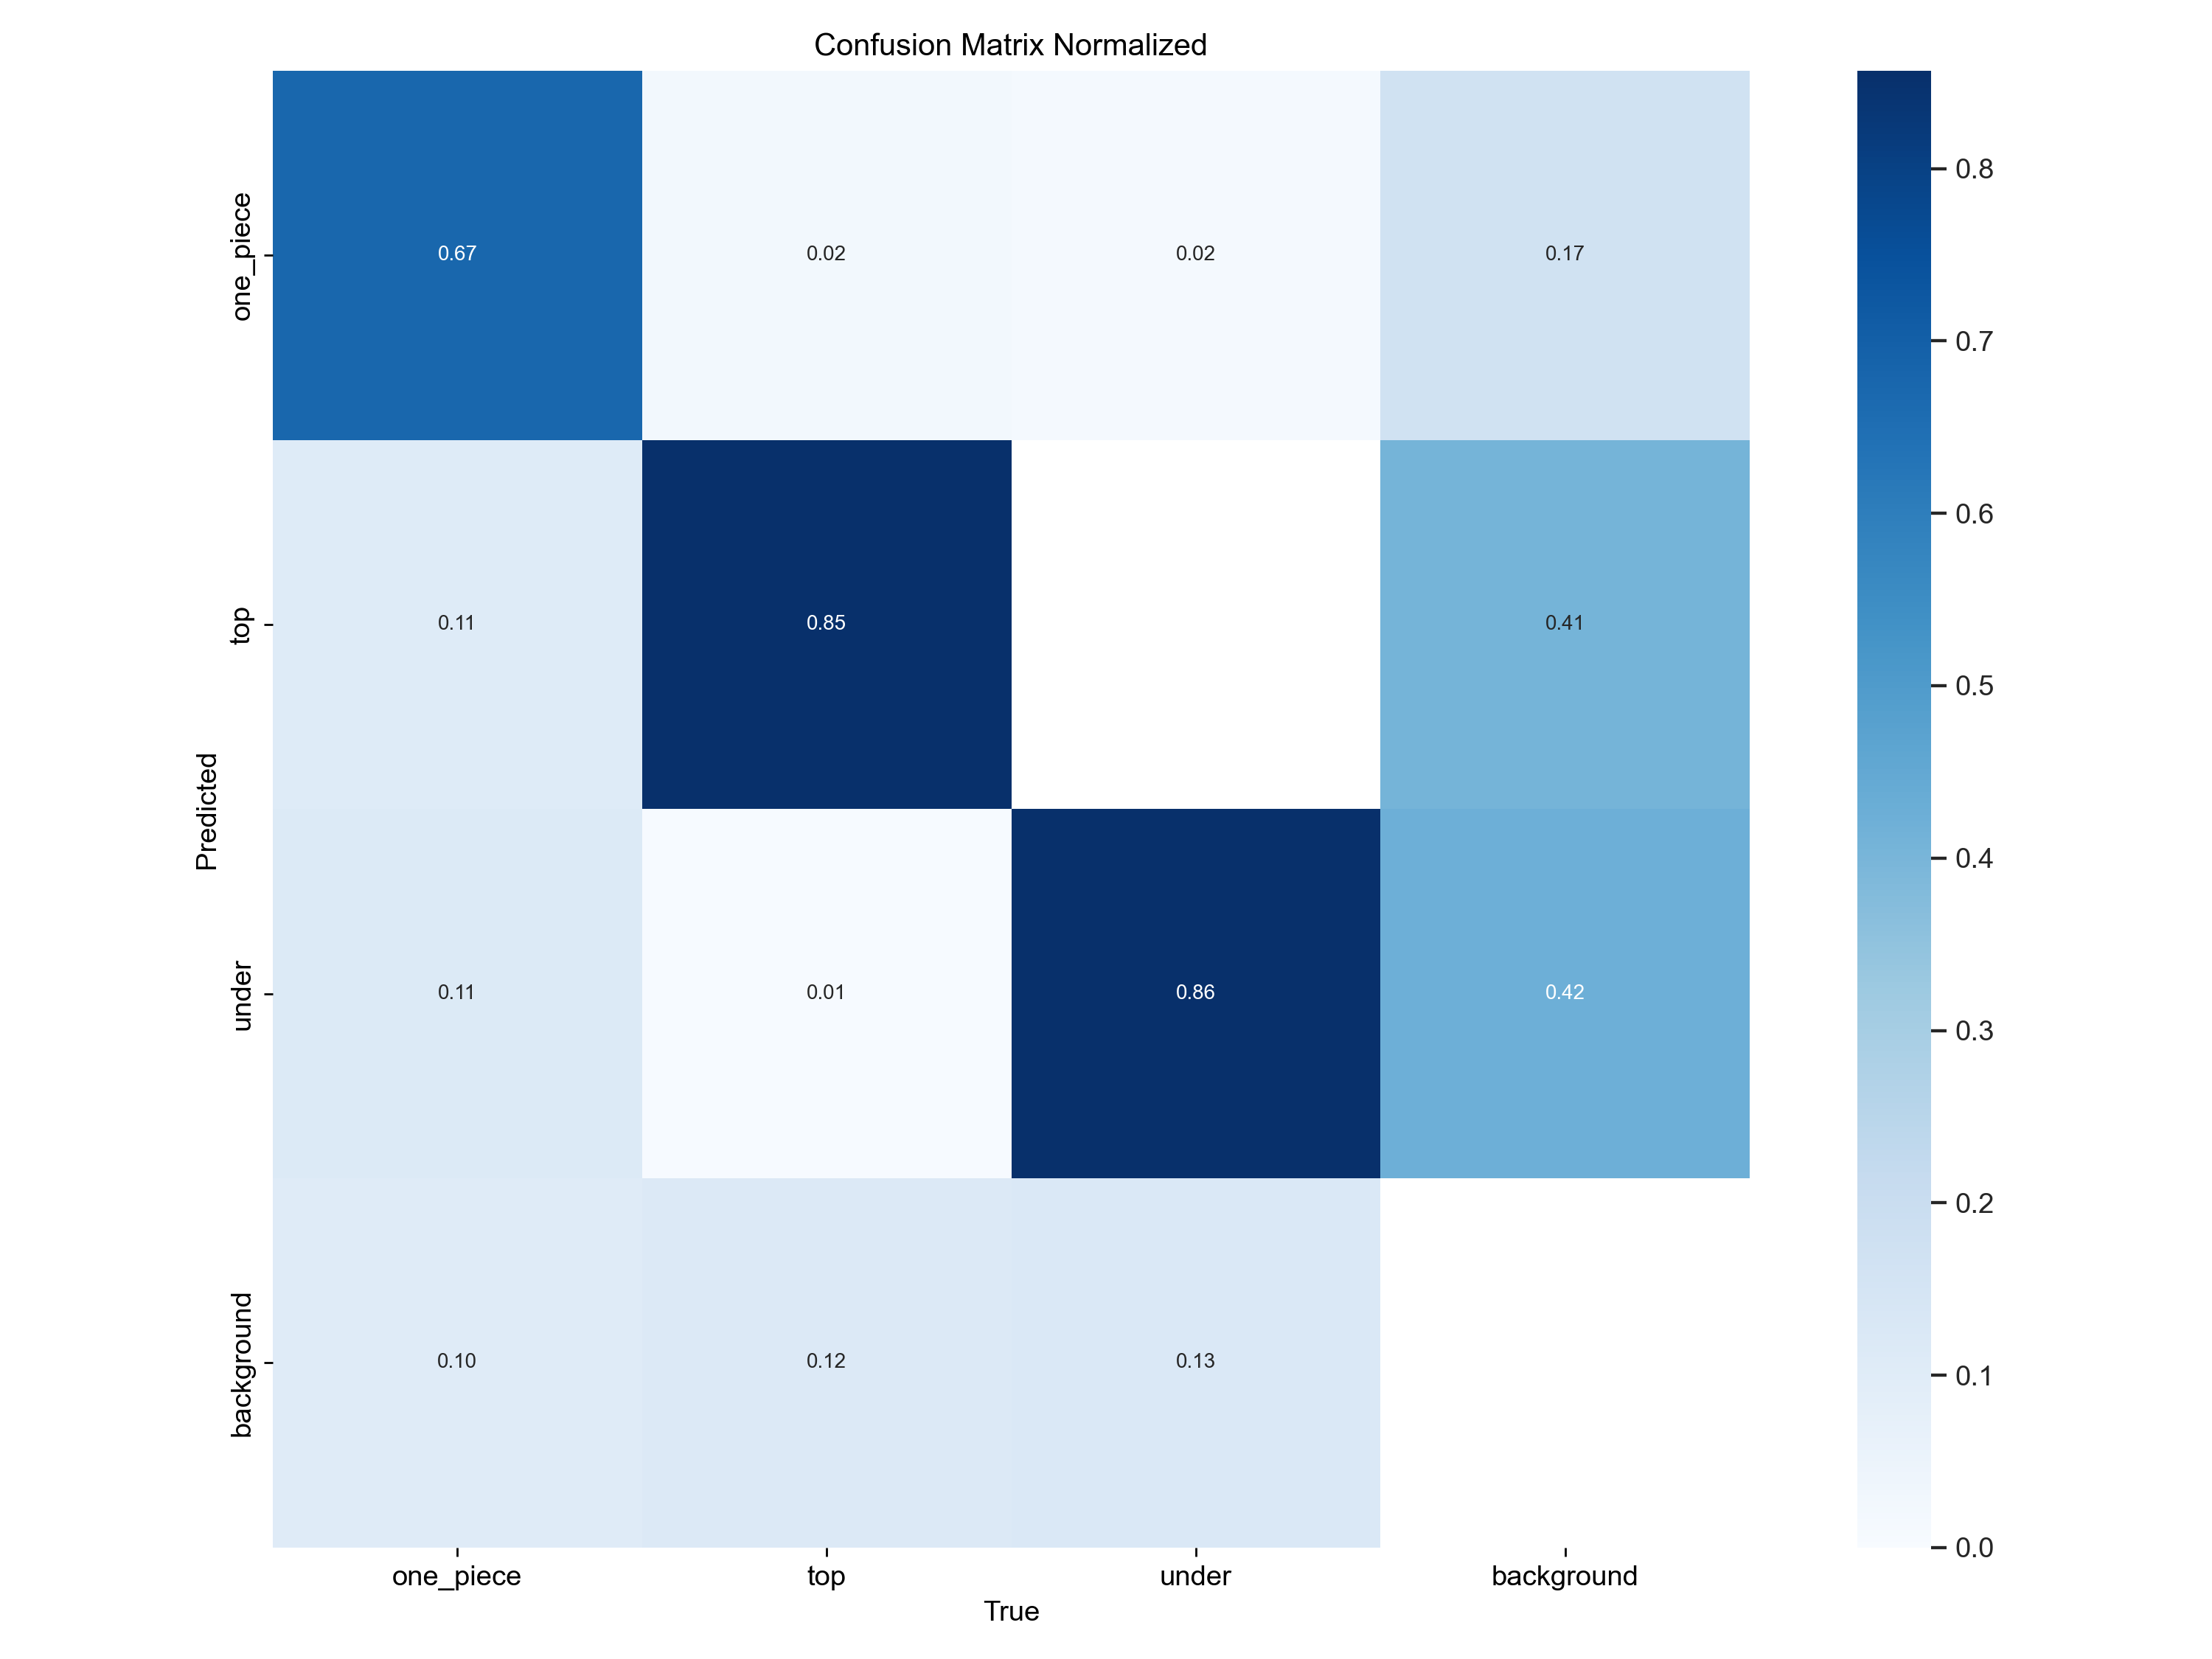 Confusion Matrix Normalized
one_piece
0.67
0.02
0.02
0.17
top
0.11
0.85
0.41
under
0.11
0.01
0.86
0.42
background
0.10
0.12
0.13
Predicted
one_piece
top
under
background
True
0.8
0.7
0.6
0.5
0.4
0.3
0.2
0.1
0.0